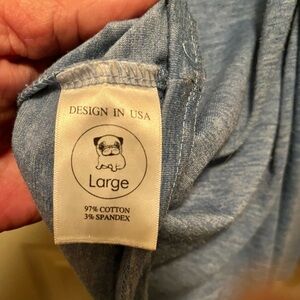 DESIGN IN USA
Large
97% COTTON
3% SPANDEX